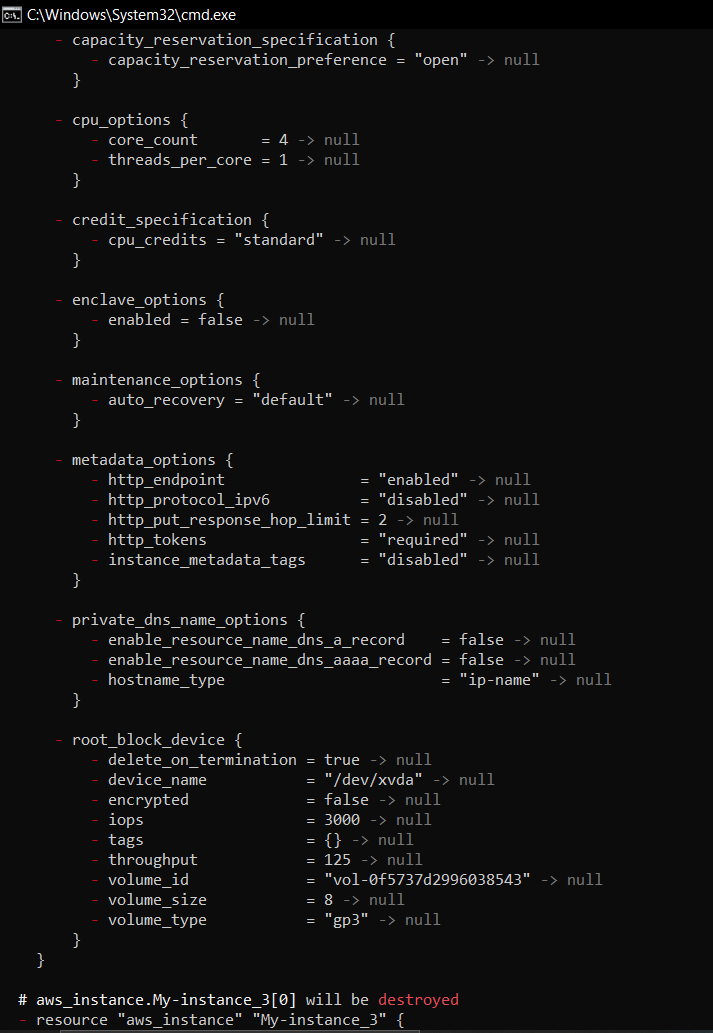 C:\Windows\System32\cmd.exe
- capacity_reservation_specification {
- capacity_reservation_preference = "open" -> null
}
- cpu_options {
- core_count = 4 -> null
- threads_per_core = 1 -> null
}
- credit_specification {
- cpu_credits = "standard" -> null
}
- enclave_options {
- enabled = false -> null
}
- maintenance_options {
- auto_recovery = "default" -> null
}
- metadata_options {
- http_endpoint = "enabled" -> null
- http_protocol_ipv6 = "disabled" -> null
- http_put_response_hop_limit = 2 -> null
- http_tokens = "required" -> null
- instance_metadata_tags = "disabled" -> null
}
- private_dns_name_options {
- enable_resource_name_dns_a_record = false -> null
- enable_resource_name_dns_aaaa_record = false -> null
- hostname_type = "ip-name" -> null
}
- root_block_device {
- delete_on_termination = true -> null
- device_name = "/dev/xvda" -> null
- encrypted = false -> null
- iops = 3000 -> null
- tags = {} -> null
- throughput = 125 -> null
- volume_id = "vol-0f5737d2996038543" -> null
- volume_size = 8 -> null
- volume_type = "gp3" -> null
}
}
# aws_instance.My-instance_3[0] will be destroyed
- resource "aws_instance" "My-instance_3" {